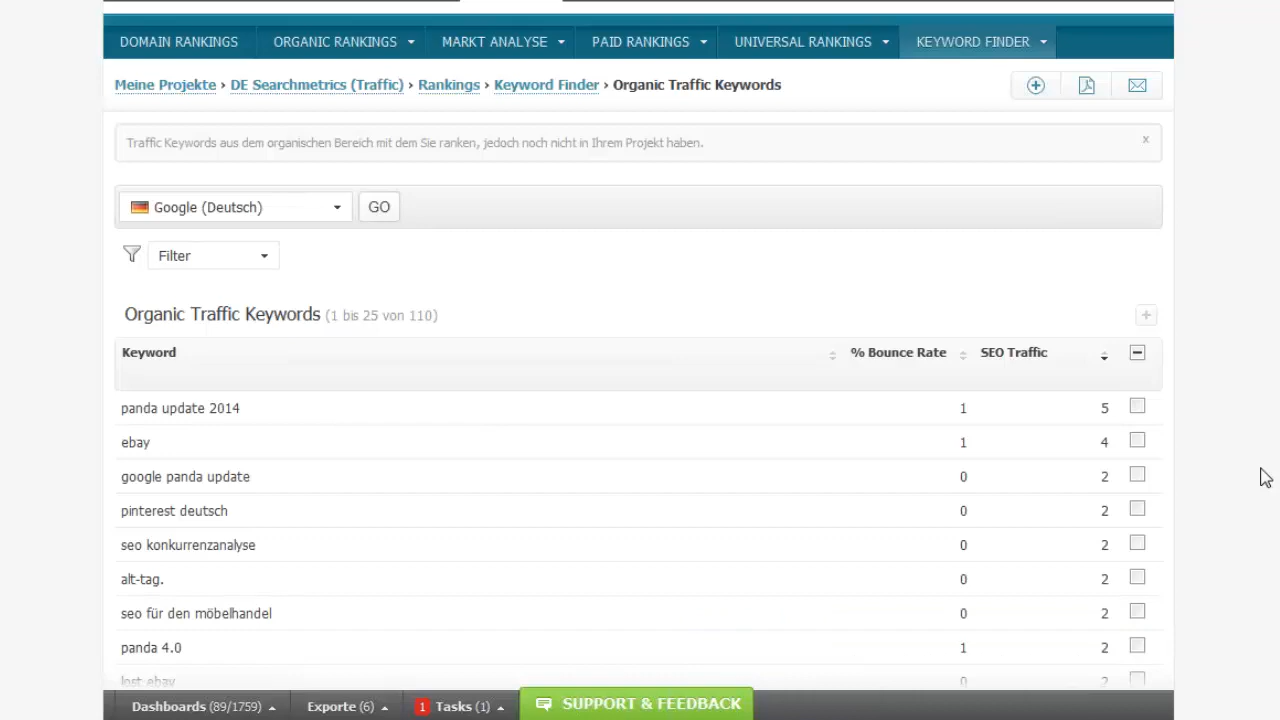 DOMAIN RANKINGS ORGANIC RANKINGS MARKT ANALYSE PAID RANKINGS UNIVERSAL RANKINGS KEYWORD FINDER
Meine Projekte › DE Searchmetrics (Traffic) › Rankings › Keyword Finder › Organic Traffic Keywords
Traffic Keywords aus dem organischen Bereich mit dem Sie ranken, jedoch noch nicht in Ihrem Projekt haben. x
Google (Deutsch) GO
Filter
Organic Traffic Keywords (1 bis 25 von 110)
Keyword % Bounce Rate SEO Traffic
panda update 2014 1 5
ebay 1 4
google panda update 0 2
pinterest deutsch 0 2
seo konkurrenzanalyse 0 2
alt-tag. 0 2
seo für den möbelhandel 0 2
panda 4.0 1 2
lost ebay 0 2
Dashboards (89/1759) Exporte (6) 1 Tasks (1) SUPPORT & FEEDBACK